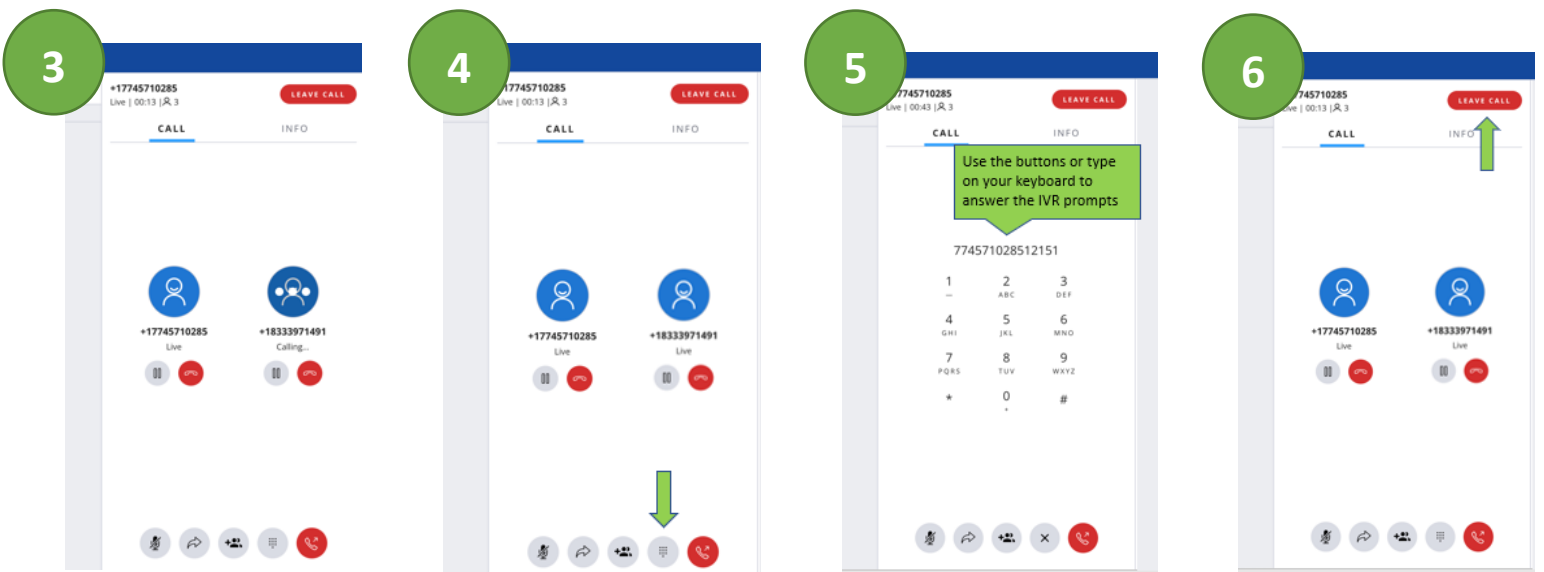 3
+17745710285
LEAVE CALL
Live | 00:13 | 3
CALL INFO
+17745710285 +18333971491
Live Calling...
4
17745710285
LEAVE CALL
Live | 00:13 | 3
CALL INFO
+17745710285 +18333971491
Live Live
5
7745710285
LEAVE CALL
Live | 00:43 | 3
CALL INFO
Use the buttons or type
on your keyboard to
answer the IVR prompts
774571028512151
1 2 3
ABC DEF
4 5 6
GHI JKL MNO
7 8 9
PQRS TUV WXYZ
* 0 #
+
6
745710285
LEAVE CALL
| 00:13 | 3
CALL INFO
+17745710285 +18333971491
Live Live